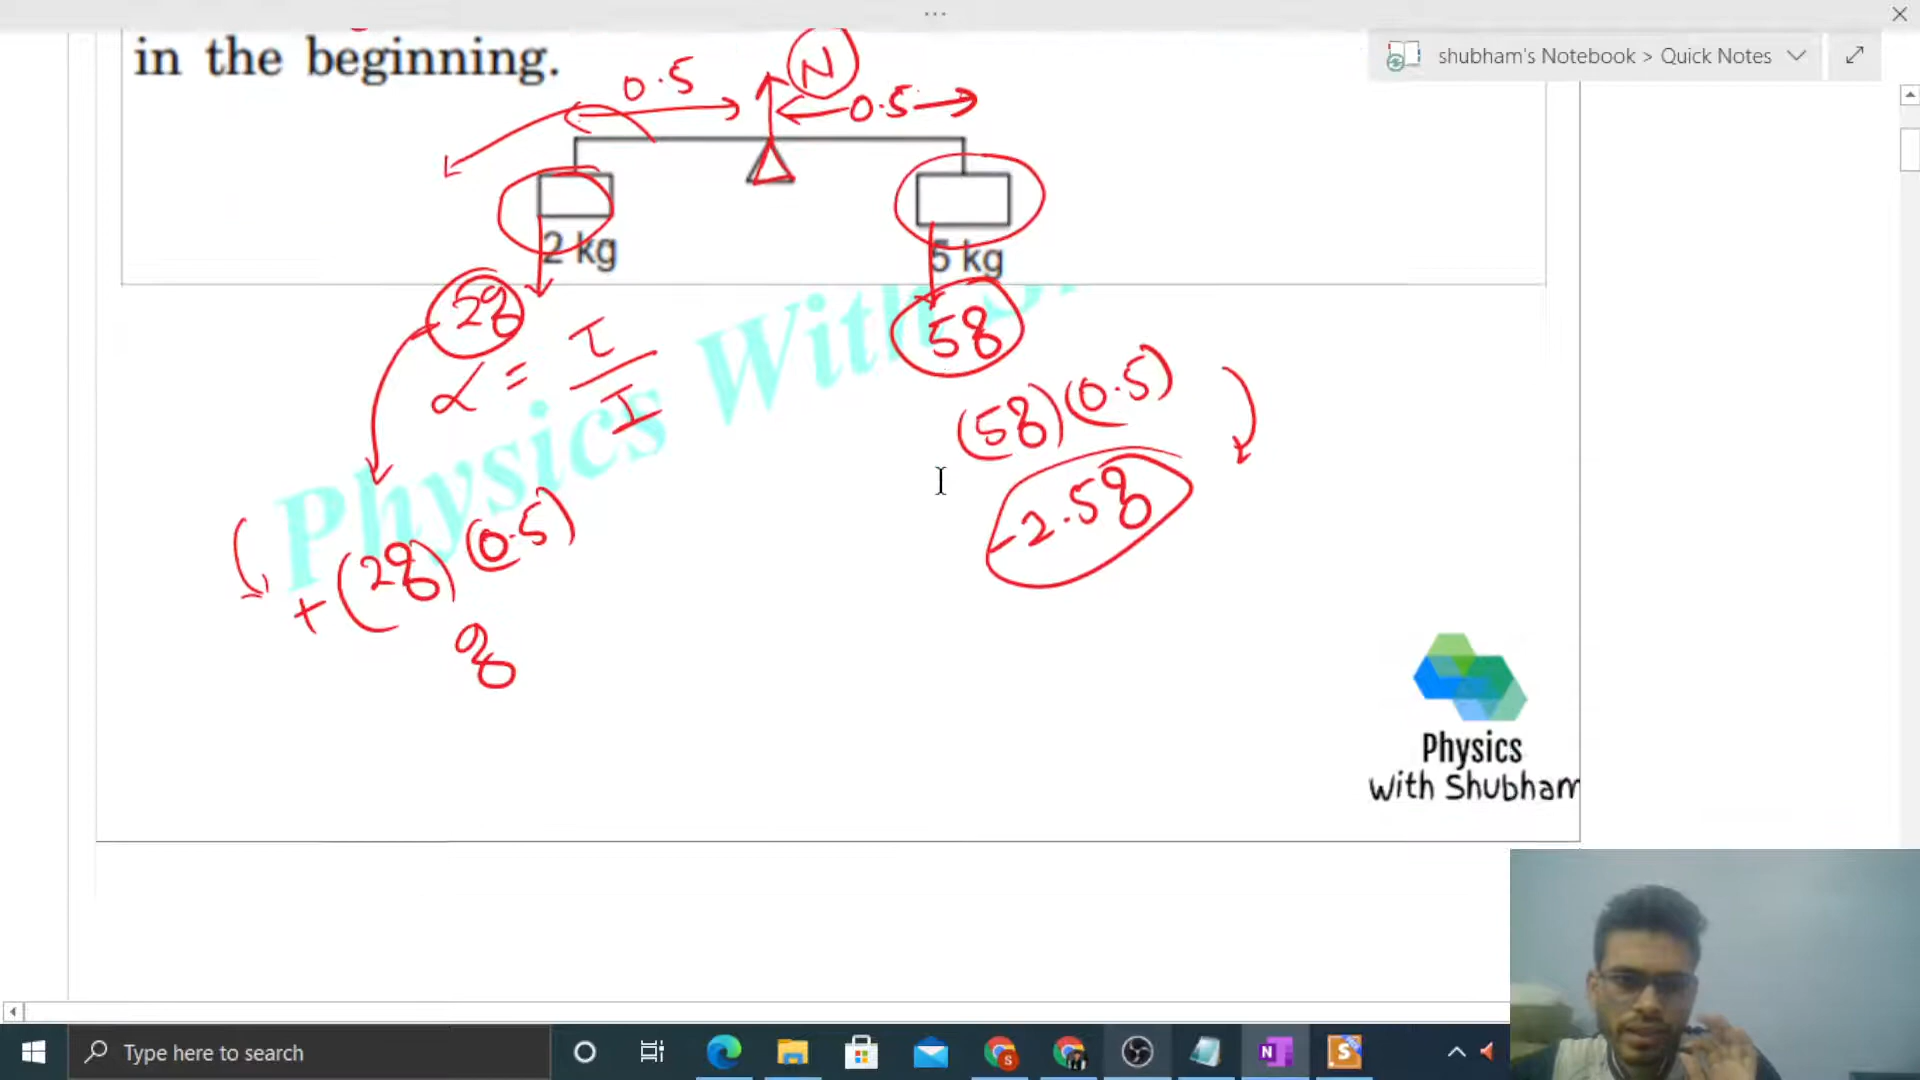 ...
shubham's Notebook > Quick Notes
in the beginning.
0.5
N
0.5
2 kg
5 kg
2g
5g
α = τ / I
(5g)(0.5)
-2.5g
+(2g)(0.5)
g
Physics With
Physics
with Shubham
Type here to search